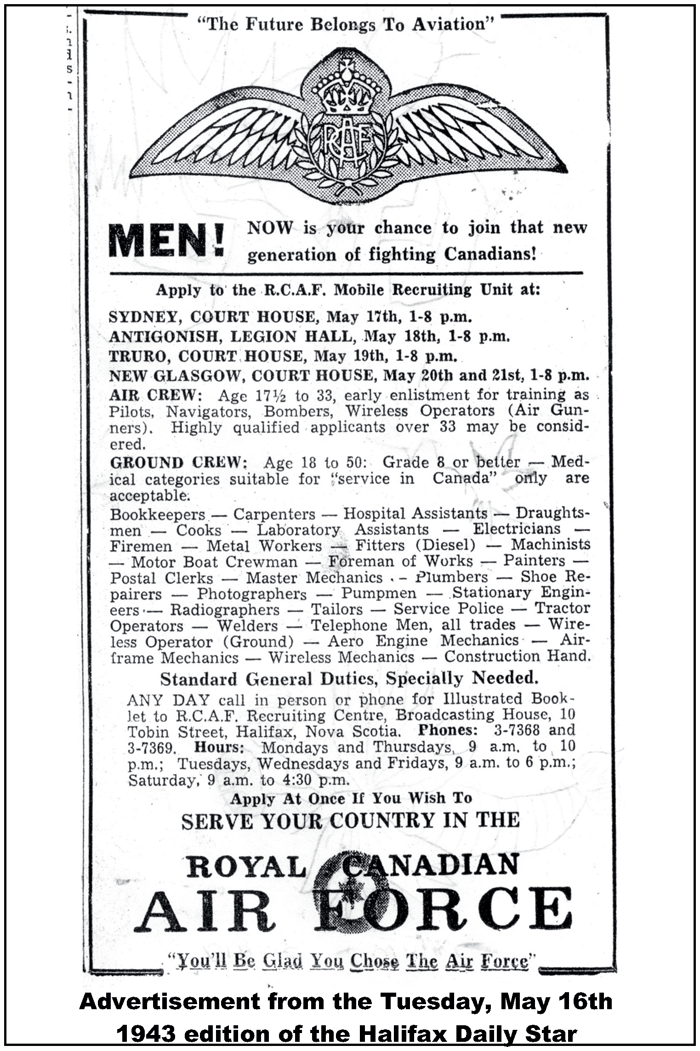 "The Future Belongs To Aviation"
RCAF
MEN!
NOW is your chance to join that new
generation of fighting Canadians!
Apply to the R.C.A.F. Mobile Recruiting Unit at:
SYDNEY, COURT HOUSE, May 17th, 1-8 p.m.
ANTIGONISH, LEGION HALL, May 18th, 1-8 p.m.
TRURO, COURT HOUSE, May 19th, 1-8 p.m.
NEW GLASGOW, COURT HOUSE, May 20th and 21st, 1-8 p.m.
AIR CREW: Age 17½ to 33, early enlistment for training as
Pilots, Navigators, Bombers, Wireless Operators (Air Gun-
ners). Highly qualified applicants over 33 may be consid-
ered.
GROUND CREW: Age 18 to 50: Grade 8 or better — Med-
ical categories suitable for "service in Canada" only are
acceptable.
Bookkeepers — Carpenters — Hospital Assistants — Draughts-
men — Cooks — Laboratory Assistants — Electricians —
Firemen — Metal Workers — Fitters (Diesel) — Machinists
— Motor Boat Crewman — Foreman of Works — Painters —
Postal Clerks — Master Mechanics - – Plumbers — Shoe Re-
pairers — Photographers — Pumpmen — Stationary Engin-
eers — Radiographers — Tailors — Service Police — Tractor
Operators — Welders — Telephone Men, all trades — Wire-
less Operator (Ground) — Aero Engine Mechanics — Air-
frame Mechanics — Wireless Mechanics — Construction Hand.
Standard General Duties, Specially Needed.
ANY DAY call in person or phone for Illustrated Book-
let to R.C.A.F. Recruiting Centre, Broadcasting House, 10
Tobin Street, Halifax, Nova Scotia. Phones: 3-7368 and
3-7369. Hours: Mondays and Thursdays, 9 a.m. to 10
p.m.; Tuesdays, Wednesdays and Fridays, 9 a.m. to 6 p.m.;
Saturday, 9 a.m. to 4:30 p.m.
Apply At Once If You Wish To
SERVE YOUR COUNTRY IN THE
ROYAL CANADIAN
AIR FORCE
"You'll Be Glad You Chose The Air Force"
Advertisement from the Tuesday, May 16th
1943 edition of the Halifax Daily Star